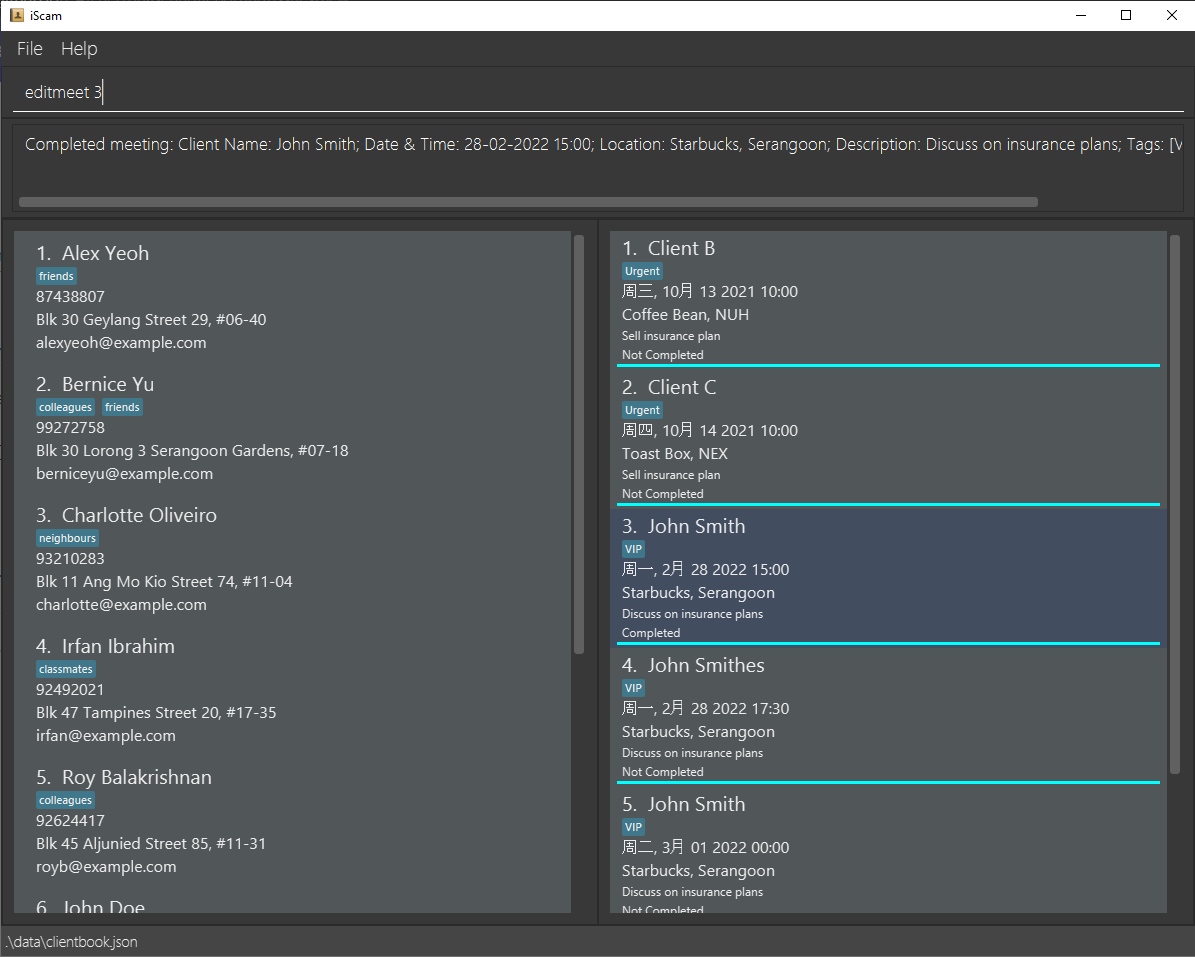 iScam
File Help
editmeet 3
Completed meeting: Client Name: John Smith; Date & Time: 28-02-2022 15:00; Location: Starbucks, Serangoon; Description: Discuss on insurance plans; Tags: [V
1. Alex Yeoh
friends
87438807
Blk 30 Geylang Street 29, #06-40
alexyeoh@example.com
2. Bernice Yu
colleagues friends
99272758
Blk 30 Lorong 3 Serangoon Gardens, #07-18
berniceyu@example.com
3. Charlotte Oliveiro
neighbours
93210283
Blk 11 Ang Mo Kio Street 74, #11-04
charlotte@example.com
4. Irfan Ibrahim
classmates
92492021
Blk 47 Tampines Street 20, #17-35
irfan@example.com
5. Roy Balakrishnan
colleagues
92624417
Blk 45 Aljunied Street 85, #11-31
royb@example.com
6. John Doe
1. Client B
Urgent
周三, 10月 13 2021 10:00
Coffee Bean, NUH
Sell insurance plan
Not Completed
2. Client C
Urgent
周四, 10月 14 2021 10:00
Toast Box, NEX
Sell insurance plan
Not Completed
3. John Smith
VIP
周一, 2月 28 2022 15:00
Starbucks, Serangoon
Discuss on insurance plans
Completed
4. John Smithes
VIP
周一, 2月 28 2022 17:30
Starbucks, Serangoon
Discuss on insurance plans
Not Completed
5. John Smith
VIP
周二, 3月 01 2022 00:00
Starbucks, Serangoon
Discuss on insurance plans
Not Completed
.\data\clientbook.json